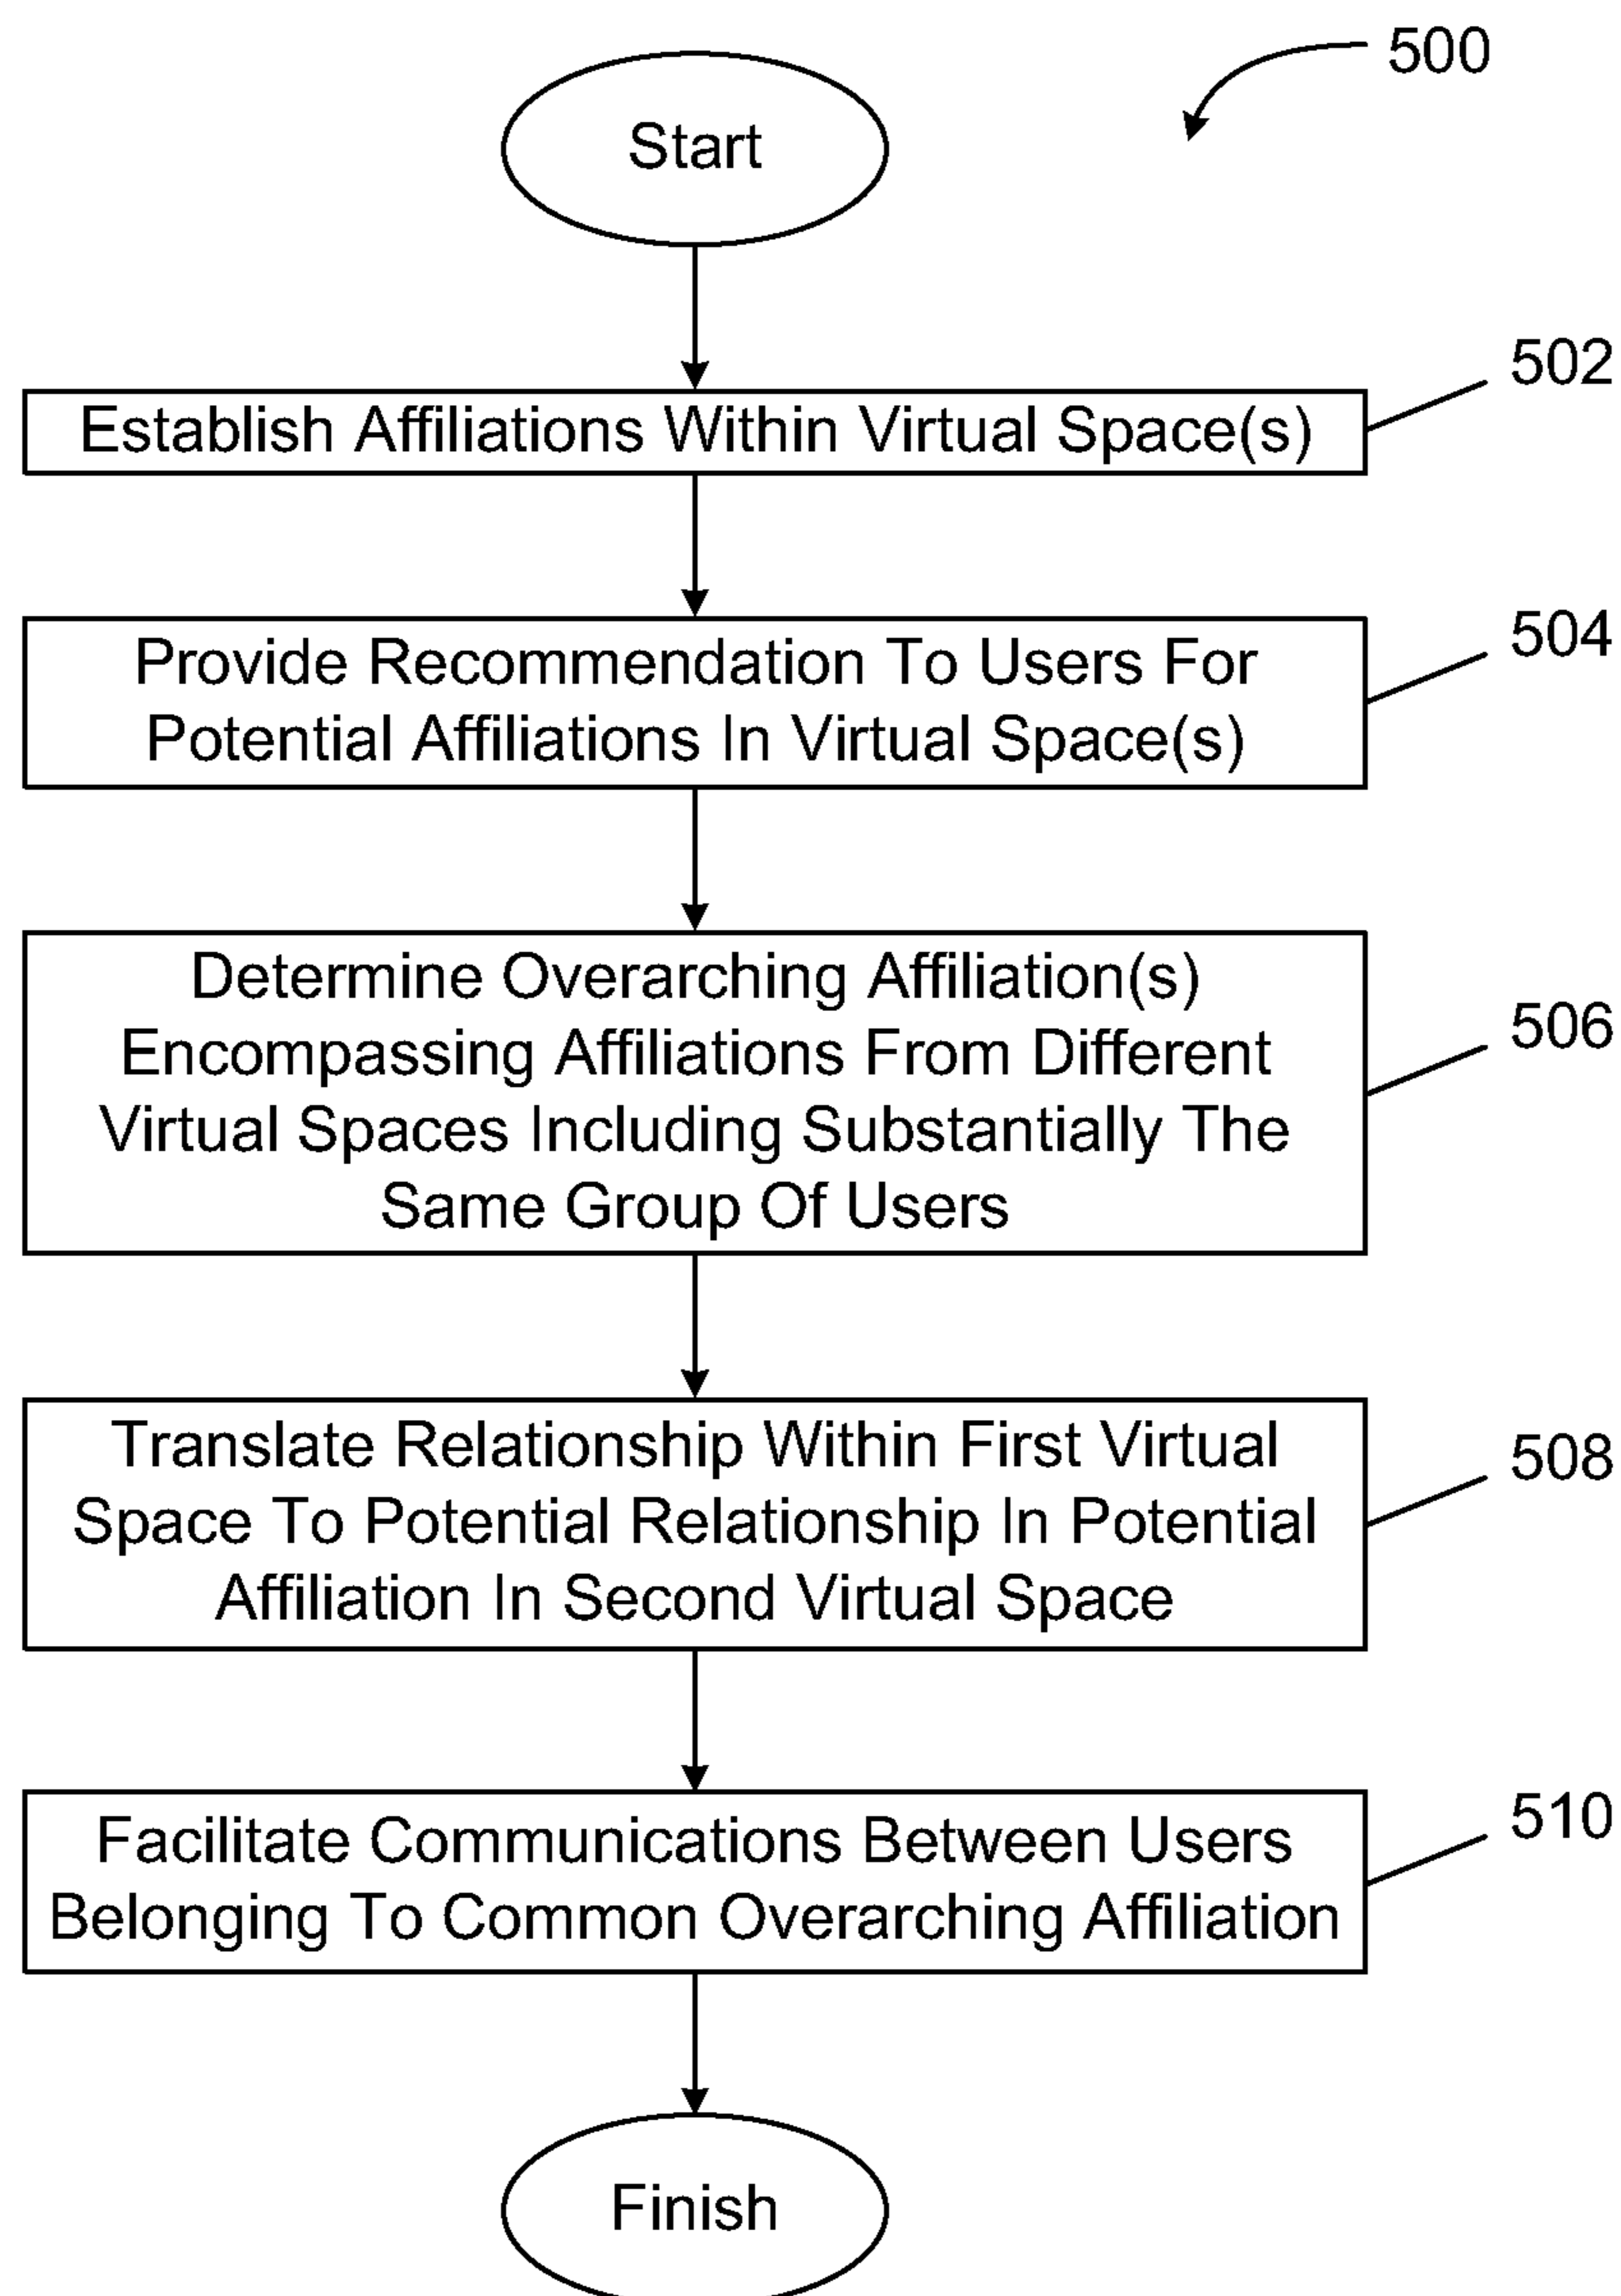 500
Start
502
Establish Affiliations Within Virtual Space(s)
504
Provide Recommendation To Users For
Potential Affiliations In Virtual Space(s)
506
Determine Overarching Affiliation(s)
Encompassing Affiliations From Different
Virtual Spaces Including Substantially The
Same Group Of Users
508
Translate Relationship Within First Virtual
Space To Potential Relationship In Potential
Affiliation In Second Virtual Space
510
Facilitate Communications Between Users
Belonging To Common Overarching Affiliation
Finish